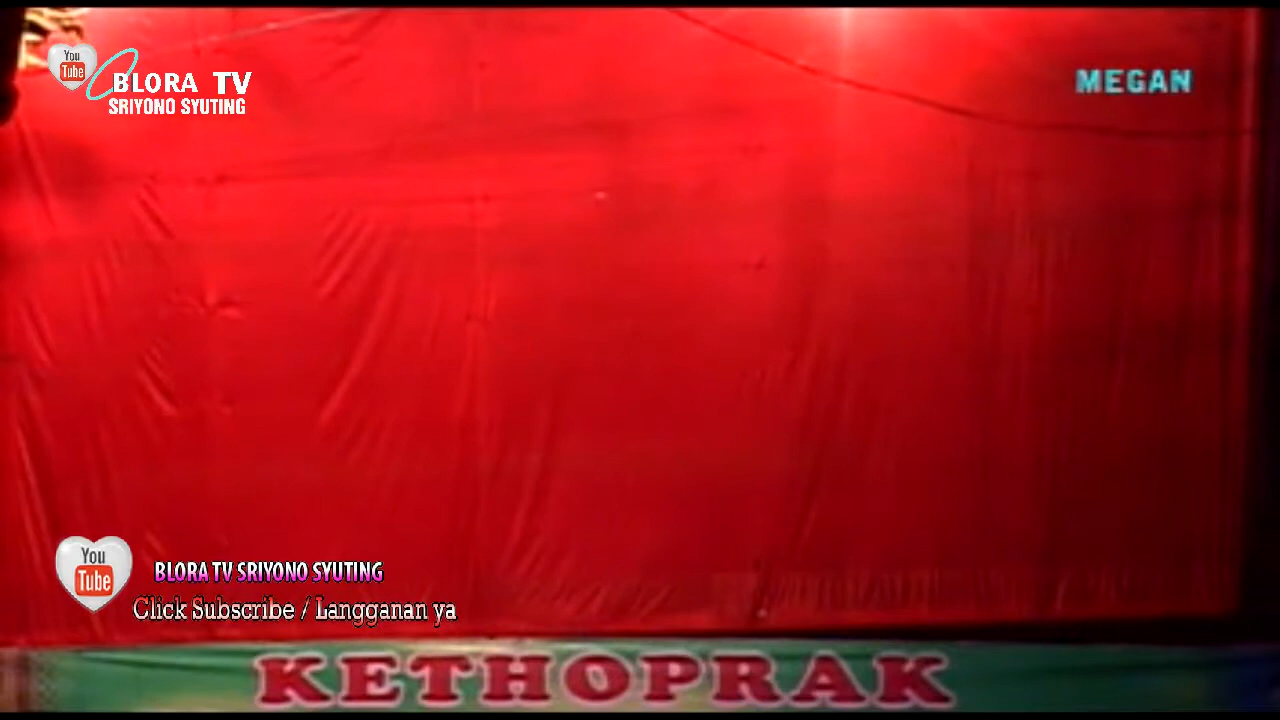 You
Tube
BLORA TV
SRIYONO SYUTING
MEGAN
You
Tube
BLORA TV SRIYONO SYUTING
Click Subscribe / Langganan ya
KETHOPRAK